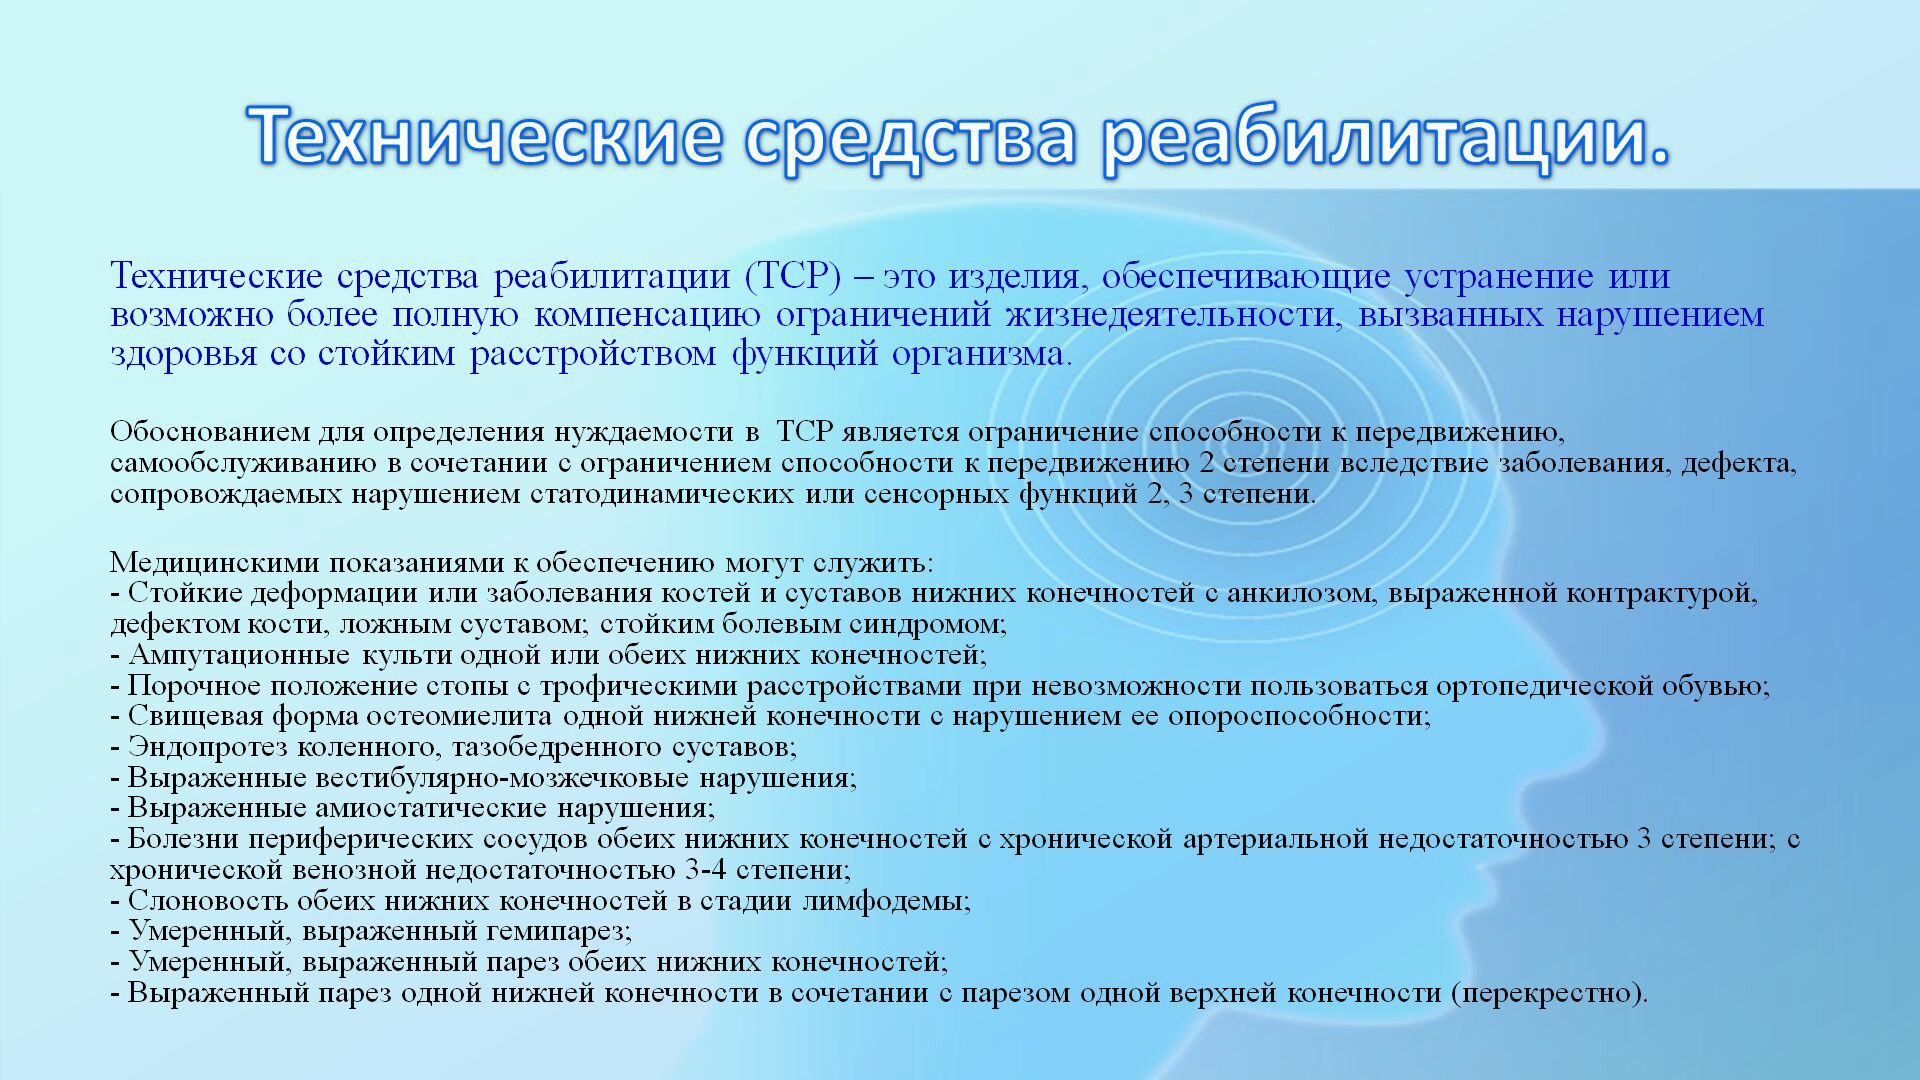 Технические средства реабилитации.
Технические средства реабилитации (ТСР) – это изделия, обеспечивающие устранение или
возможно более полную компенсацию ограничений жизнедеятельности, вызванных нарушением
здоровья со стойким расстройством функций организма.
Обоснованием для определения нуждаемости в ТСР является ограничение способности к передвижению,
самообслуживанию в сочетании с ограничением способности к передвижению 2 степени вследствие заболевания, дефекта,
сопровождаемых нарушением статодинамических или сенсорных функций 2, 3 степени.
Медицинскими показаниями к обеспечению могут служить:
- Стойкие деформации или заболевания костей и суставов нижних конечностей с анкилозом, выраженной контрактурой,
дефектом кости, ложным суставом; стойким болевым синдромом;
- Ампутационные культи одной или обеих нижних конечностей;
- Порочное положение стопы с трофическими расстройствами при невозможности пользоваться ортопедической обувью;
- Свищевая форма остеомиелита одной нижней конечности с нарушением ее опороспособности;
- Эндопротез коленного, тазобедренного суставов;
- Выраженные вестибулярно-мозжечковые нарушения;
- Выраженные амиостатические нарушения;
- Болезни периферических сосудов обеих нижних конечностей с хронической артериальной недостаточностью 3 степени; с
хронической венозной недостаточностью 3-4 степени;
- Слоновость обеих нижних конечностей в стадии лимфодемы;
- Умеренный, выраженный гемипарез;
- Умеренный, выраженный парез обеих нижних конечностей;
- Выраженный парез одной нижней конечности в сочетании с парезом одной верхней конечности (перекрестно).